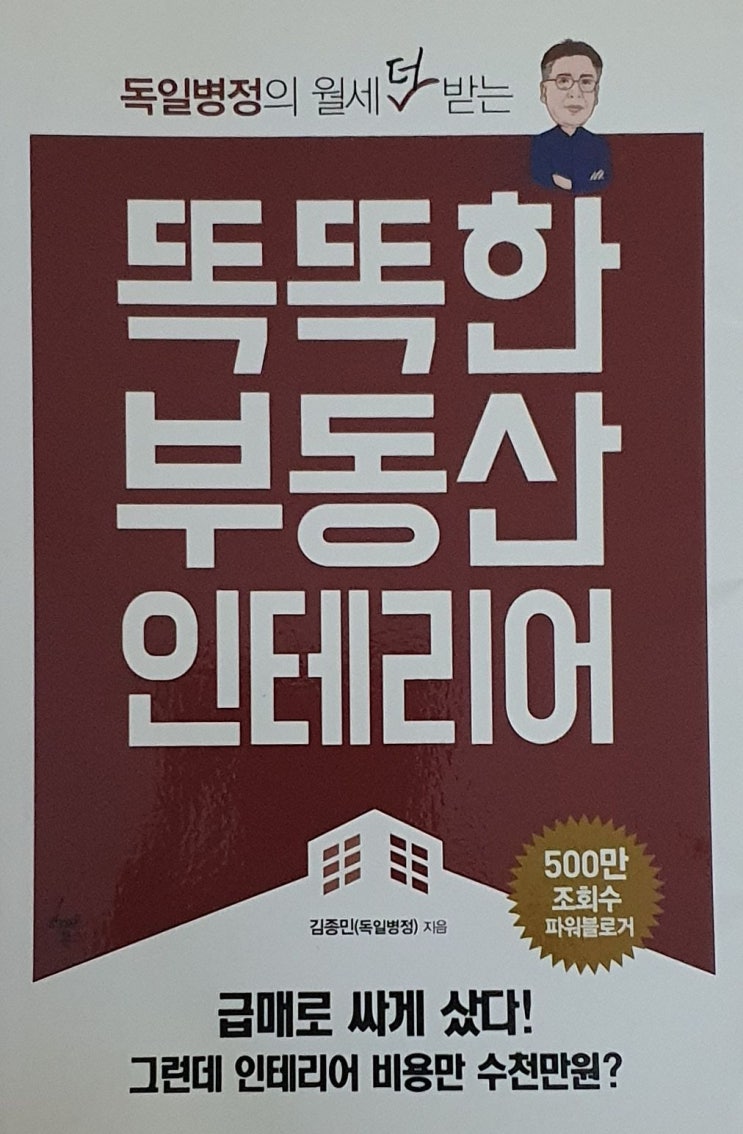 독일병정의 월세 더 받는
똑똑한
부동산
인테리어
500만
조회수
파워블로거
김종민(독일병정) 지음
급매로 싸게 샀다!
그런데 인테리어 비용만 수천만원?